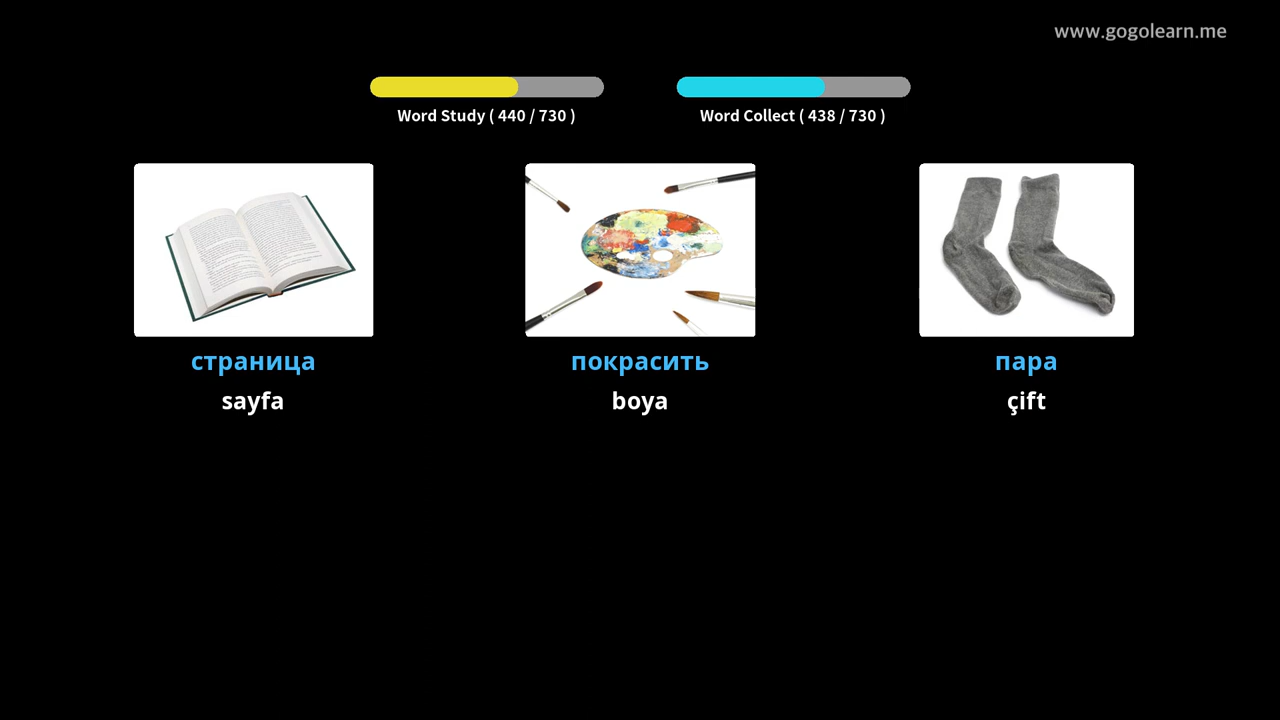 www.gogolearn.me
Word Study ( 440 / 730 )
Word Collect ( 438 / 730 )
страница
покрасить
пара
sayfa
boya
çift